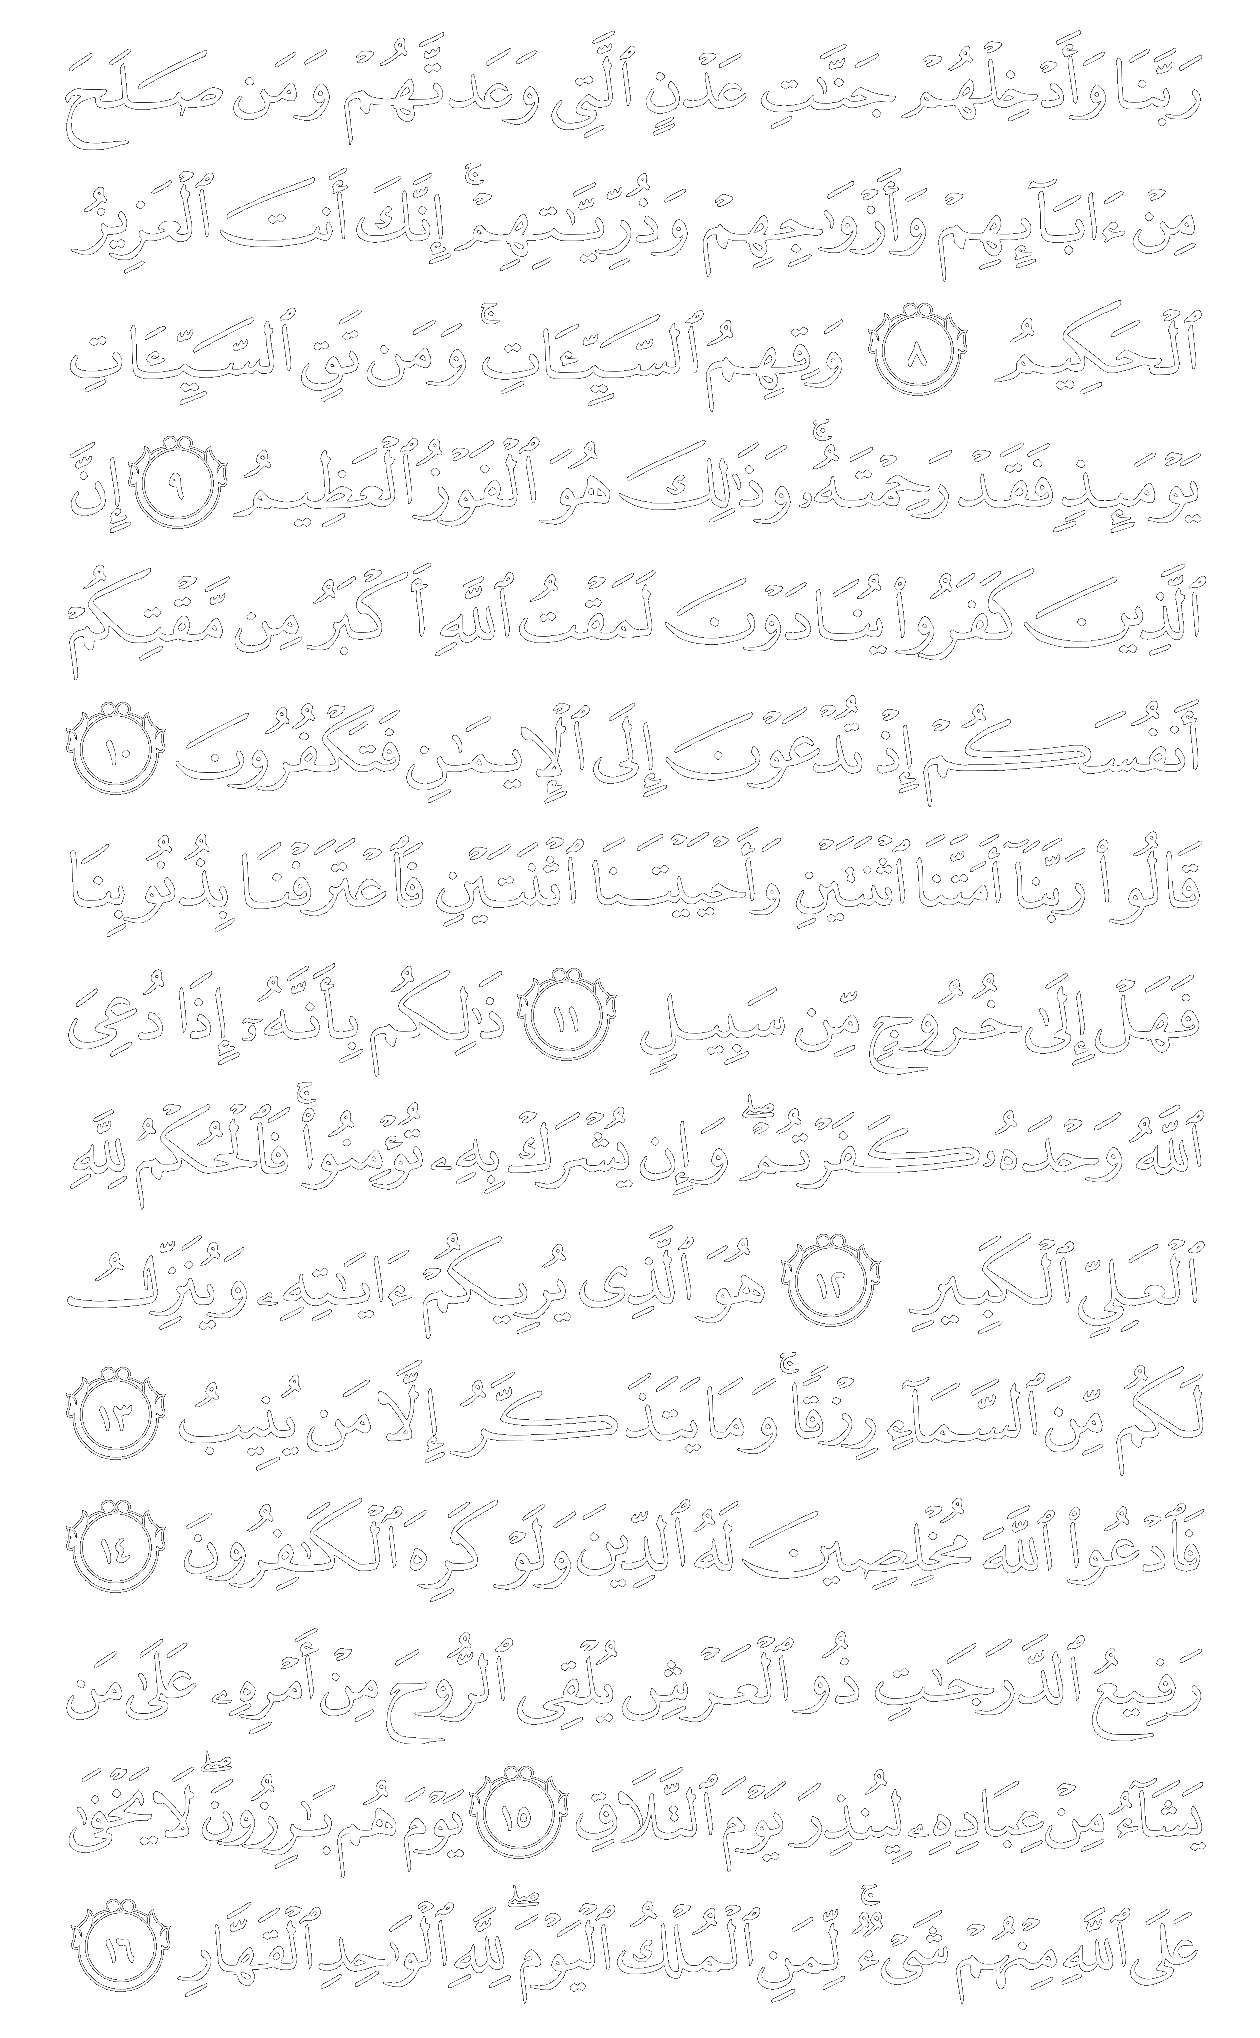 رَبَّنَا وَأَدْخِلْهُمْ جَنَّٰتِ عَدْنٍ ٱلَّتِي وَعَدتَّهُمْ وَمَن صَلَحَ
مِنْ ءَابَآئِهِمْ وَأَزْوَٰجِهِمْ وَذُرِّيَّٰتِهِمْ ۚ إِنَّكَ أَنتَ ٱلْعَزِيزُ
ٱلْحَكِيمُ ٨ وَقِهِمُ ٱلسَّيِّـَٔاتِ ۚ وَمَن تَقِ ٱلسَّيِّـَٔاتِ
يَوْمَئِذٍ فَقَدْ رَحِمْتَهُۥ ۚ وَذَٰلِكَ هُوَ ٱلْفَوْزُ ٱلْعَظِيمُ ٩ إِنَّ
ٱلَّذِينَ كَفَرُوا۟ يُنَادَوْنَ لَمَقْتُ ٱللَّهِ أَكْبَرُ مِن مَّقْتِكُمْ
أَنفُسَكُمْ إِذْ تُدْعَوْنَ إِلَى ٱلْإِيمَٰنِ فَتَكْفُرُونَ ١٠
قَالُوا۟ رَبَّنَآ أَمَتَّنَا ٱثْنَتَيْنِ وَأَحْيَيْتَنَا ٱثْنَتَيْنِ فَٱعْتَرَفْنَا بِذُنُوبِنَا
فَهَلْ إِلَىٰ خُرُوجٍ مِّن سَبِيلٍ ١١ ذَٰلِكُم بِأَنَّهُۥٓ إِذَا دُعِىَ
ٱللَّهُ وَحْدَهُۥ كَفَرْتُمْ ۖ وَإِن يُشْرَكْ بِهِۦ تُؤْمِنُوا۟ ۚ فَٱلْحُكْمُ لِلَّهِ
ٱلْعَلِيِّ ٱلْكَبِيرِ ١٢ هُوَ ٱلَّذِى يُرِيكُمْ ءَايَٰتِهِۦ وَيُنَزِّلُ
لَكُم مِّنَ ٱلسَّمَآءِ رِزْقًا ۚ وَمَا يَتَذَكَّرُ إِلَّا مَن يُنِيبُ ١٣
فَٱدْعُوا۟ ٱللَّهَ مُخْلِصِينَ لَهُ ٱلدِّينَ وَلَوْ كَرِهَ ٱلْكَٰفِرُونَ ١٤
رَفِيعُ ٱلدَّرَجَٰتِ ذُو ٱلْعَرْشِ يُلْقِى ٱلرُّوحَ مِنْ أَمْرِهِۦ عَلَىٰ مَن
يَشَآءُ مِنْ عِبَادِهِۦ لِيُنذِرَ يَوْمَ ٱلتَّلَاقِ ١٥ يَوْمَ هُم بَٰرِزُونَ ۖ لَا يَخْفَىٰ
عَلَى ٱللَّهِ مِنْهُمْ شَىْءٌ ۚ لِّمَنِ ٱلْمُلْكُ ٱلْيَوْمَ ۖ لِلَّهِ ٱلْوَٰحِدِ ٱلْقَهَّارِ ١٦